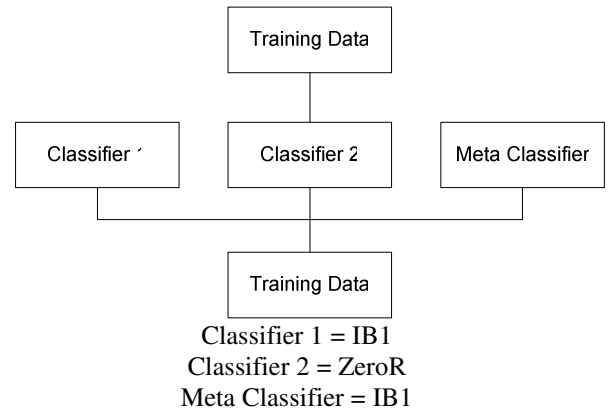 Training Data
Classifier 1
Classifier 2
Meta Classifier
Training Data
Classifier 1 = IB1
Classifier 2 = ZeroR
Meta Classifier = IB1